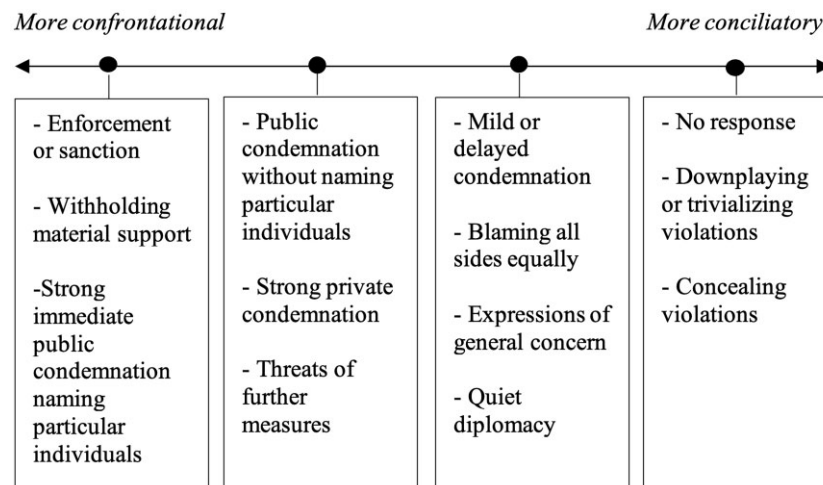 More confrontational
More conciliatory
- Enforcement
or sanction
- Withholding
material support
-Strong
immediate
public
condemnation
naming
particular
individuals
- Public
condemnation
without naming
particular
individuals
- Strong private
condemnation
- Threats of
further
measures
- Mild or
delayed
condemnation
- Blaming all
sides equally
- Expressions of
general concern
- Quiet
diplomacy
- No response
- Downplaying
or trivializing
violations
- Concealing
violations